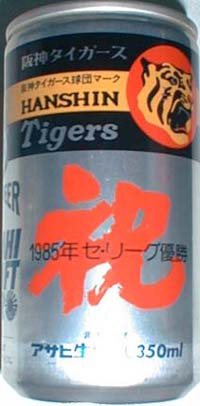 阪神タイガース
阪神タイガース球団マーク
HANSHIN
Tigers
祝
1985年セ・リーグ優勝
アサヒ生
350ml